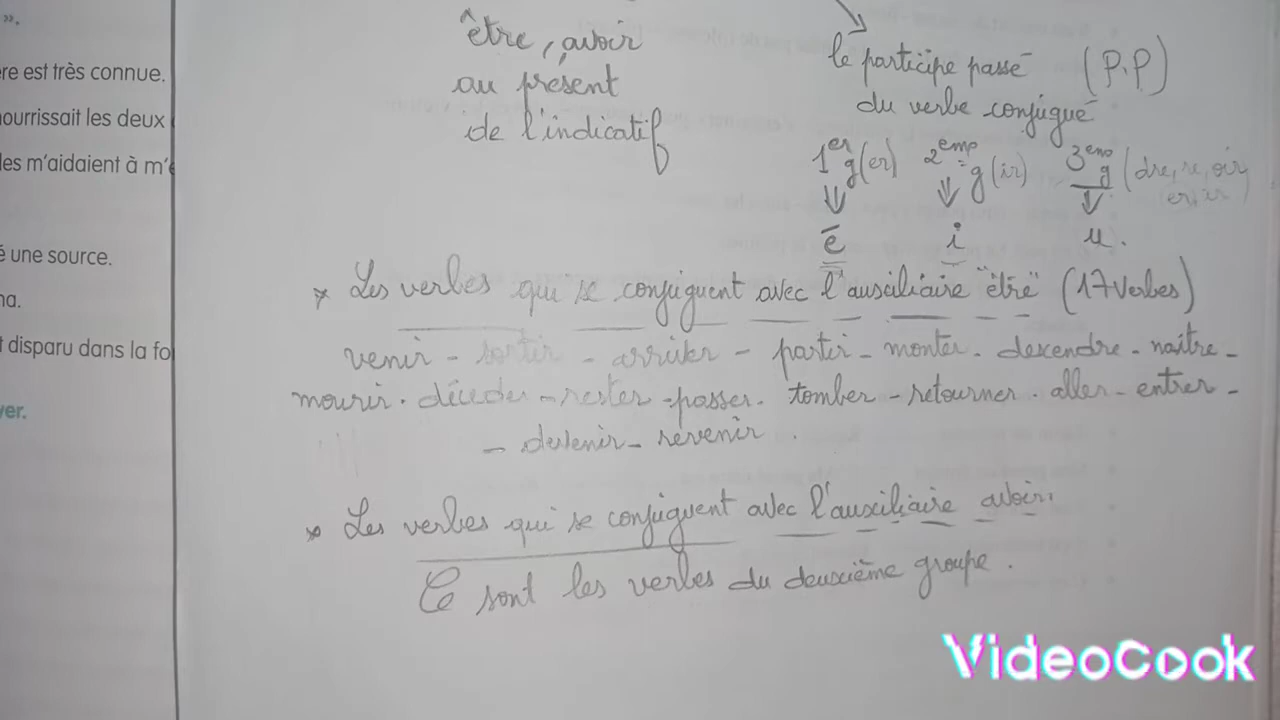 ».
re est très connue.
nourrissait les deux
les m'aidaient à m'e
é une source.
na.
t disparu dans la fo
ver.
être, avoir
au présent
de l'indicatif
le participe passé (P.P)
du verbe conjugué
1er g(er) 2eme g(ir) 3eme g(dre, re, oir
er, ir)
é i u.
* Les verbes qui se conjuguent avec l'auxiliaire "être" (17 verbes)
venir - sortir - arriver - partir - monter - descendre - naître -
mourir - décéder - rester - passer - tomber - retourner - aller - entrer -
- devenir - revenir.
* Les verbes qui se conjuguent avec l'auxiliaire avoir.
Ce sont les verbes du deuxième groupe.
VideoCook